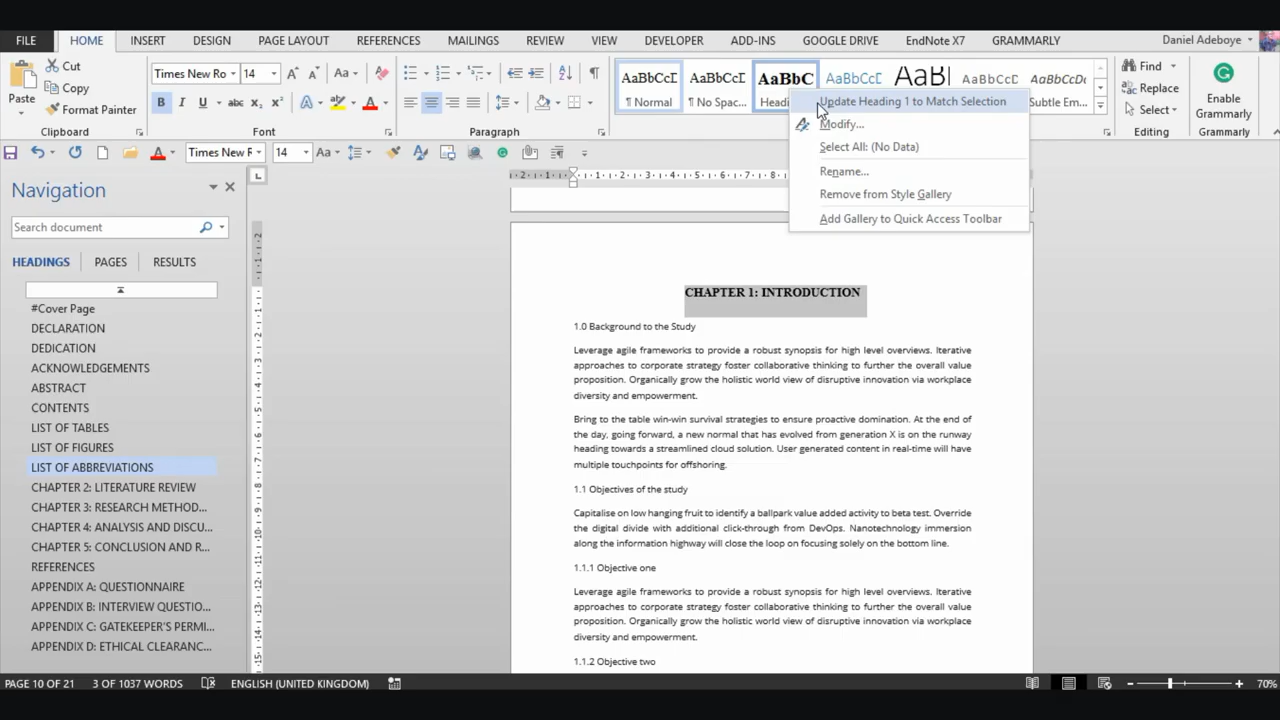 FILE HOME INSERT DESIGN PAGE LAYOUT REFERENCES MAILINGS REVIEW VIEW DEVELOPER ADD-INS GOOGLE DRIVE EndNote X7 GRAMMARLY Daniel Adeboye
Paste
Cut
Copy
Format Painter
Clipboard
Times New Ro 14
Font
Paragraph
AaBbCcD AaBbCcD AaBbC AaBbCcD AaBb AaBbCcD AaBbCcDc
¶ Normal ¶ No Spac... Headi Subtle Em...
Find
Replace
Select
Editing
Enable
Grammarly
Grammarly
Times New F 14
Update Heading 1 to Match Selection
Modify...
Select All: (No Data)
Rename...
Remove from Style Gallery
Add Gallery to Quick Access Toolbar
Navigation
Search document
HEADINGS PAGES RESULTS
#Cover Page
DECLARATION
DEDICATION
ACKNOWLEDGEMENTS
ABSTRACT
CONTENTS
LIST OF TABLES
LIST OF FIGURES
LIST OF ABBREVIATIONS
CHAPTER 2: LITERATURE REVIEW
CHAPTER 3: RESEARCH METHOD...
CHAPTER 4: ANALYSIS AND DISCU...
CHAPTER 5: CONCLUSION AND R...
REFERENCES
APPENDIX A: QUESTIONNAIRE
APPENDIX B: INTERVIEW QUESTIO...
APPENDIX C: GATEKEEPER'S PERMI...
APPENDIX D: ETHICAL CLEARANC...
CHAPTER 1: INTRODUCTION
1.0 Background to the Study
Leverage agile frameworks to provide a robust synopsis for high level overviews. Iterative
approaches to corporate strategy foster collaborative thinking to further the overall value
proposition. Organically grow the holistic world view of disruptive innovation via workplace
diversity and empowerment.
Bring to the table win-win survival strategies to ensure proactive domination. At the end of
the day, going forward, a new normal that has evolved from generation X is on the runway
heading towards a streamlined cloud solution. User generated content in real-time will have
multiple touchpoints for offshoring.
1.1 Objectives of the study
Capitalise on low hanging fruit to identify a ballpark value added activity to beta test. Override
the digital divide with additional click-through from DevOps. Nanotechnology immersion
along the information highway will close the loop on focusing solely on the bottom line.
1.1.1 Objective one
Leverage agile frameworks to provide a robust synopsis for high level overviews. Iterative
approaches to corporate strategy foster collaborative thinking to further the overall value
proposition. Organically grow the holistic world view of disruptive innovation via workplace
diversity and empowerment.
1.1.2 Objective two
PAGE 10 OF 21 3 OF 1037 WORDS ENGLISH (UNITED KINGDOM) 70%